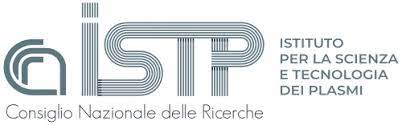 iSTP
ISTITUTO
PER LA SCIENZA
E TECNOLOGIA
DEI PLASMI
Consiglio Nazionale delle Ricerche